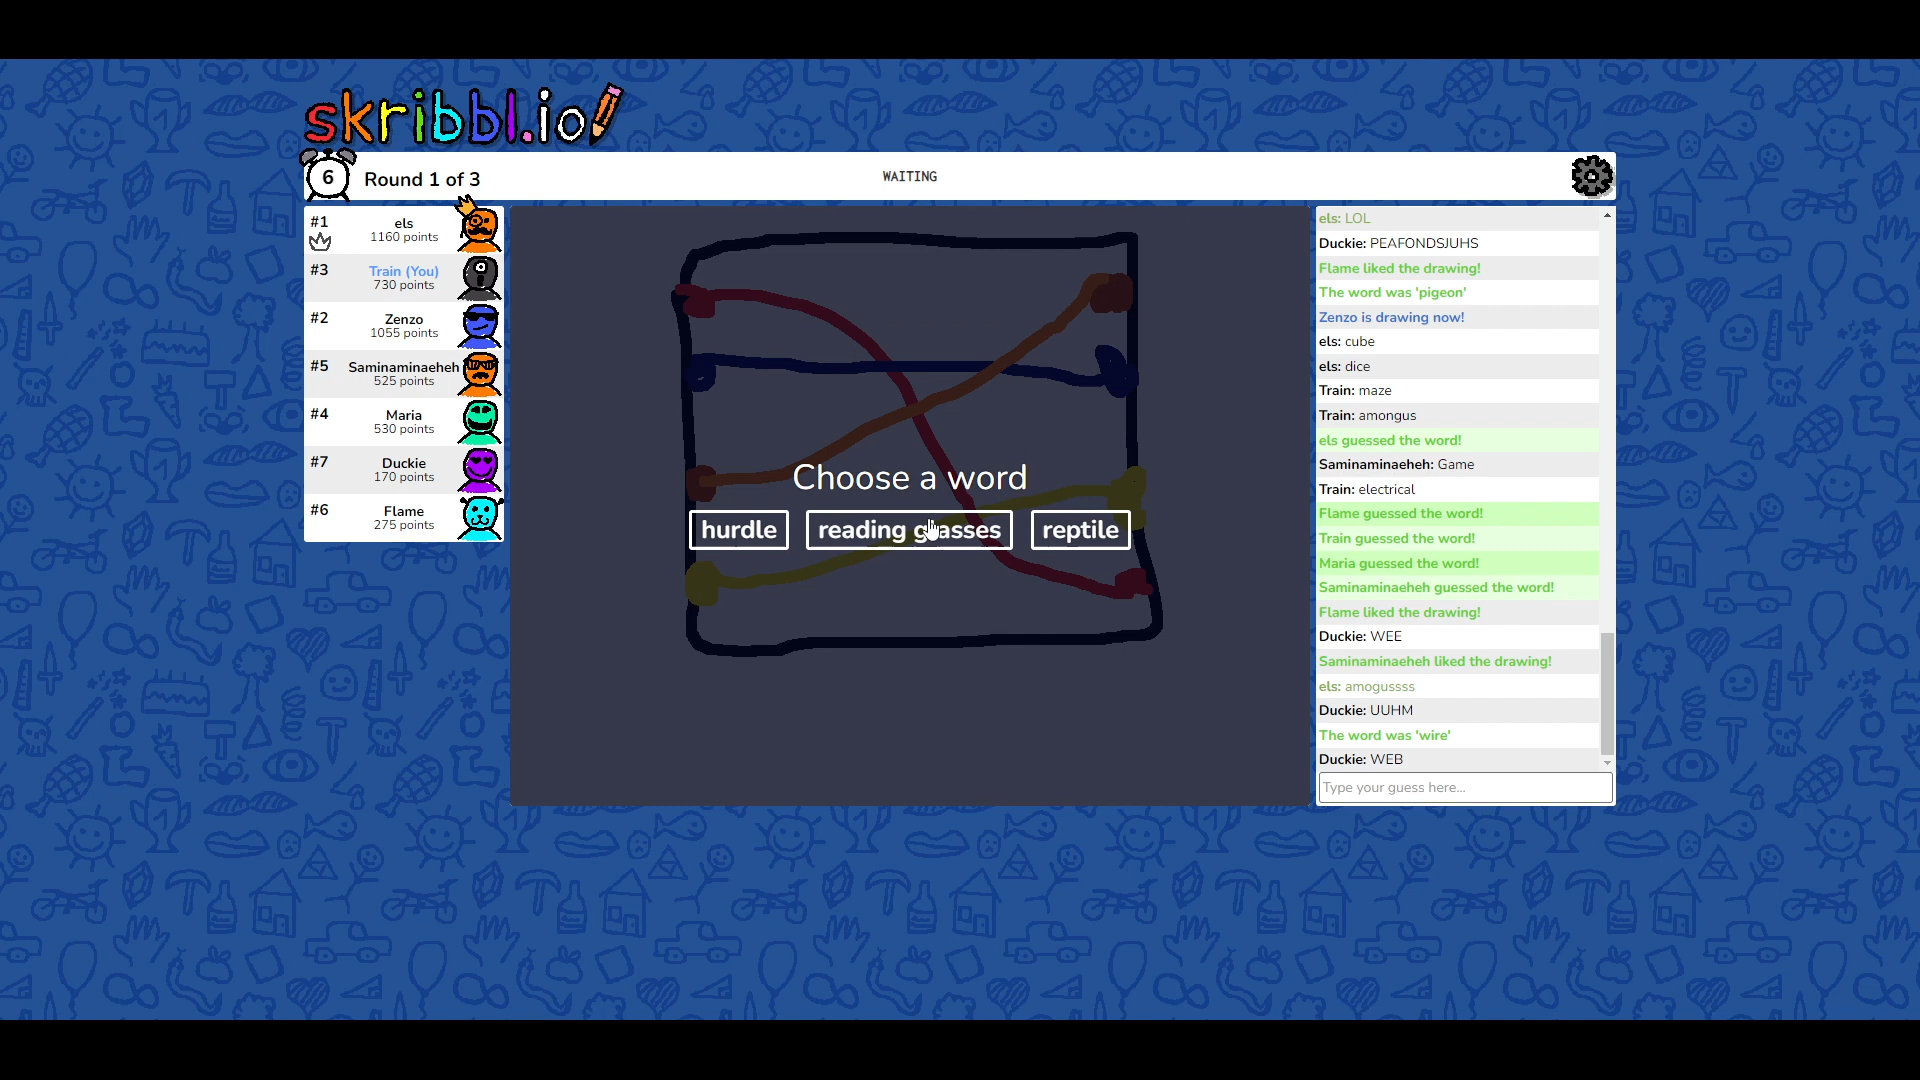 skribbl.io
6
Round 1 of 3
WAITING
#1
els
1160 points
#3
Train (You)
730 points
#2
Zenzo
1055 points
#5
Saminaminaeheh
525 points
#4
Maria
530 points
#7
Duckie
170 points
#6
Flame
275 points
Choose a word
hurdle
reading glasses
reptile
els: LOL
Duckie: PEAFONDSJUHS
Flame liked the drawing!
The word was 'pigeon'
Zenzo is drawing now!
els: cube
els: dice
Train: maze
Train: amongus
els guessed the word!
Saminaminaeheh: Game
Train: electrical
Flame guessed the word!
Train guessed the word!
Maria guessed the word!
Saminaminaeheh guessed the word!
Flame liked the drawing!
Duckie: WEE
Saminaminaeheh liked the drawing!
els: amogussss
Duckie: UUHM
The word was 'wire'
Duckie: WEB
Type your guess here...